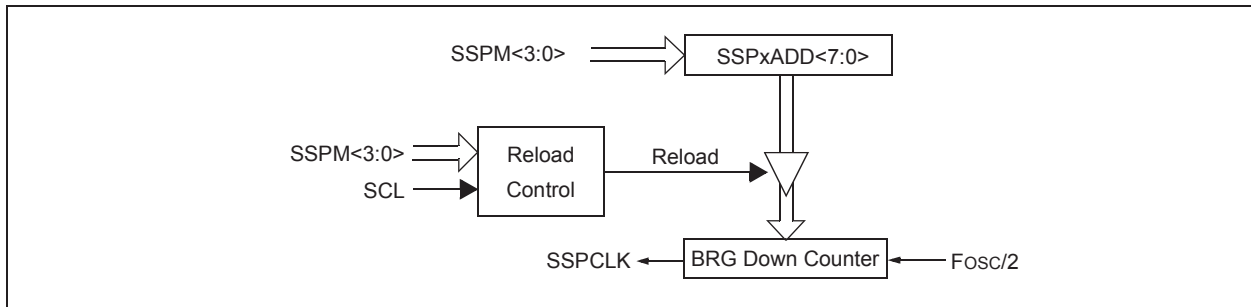 SSPM<3:0>
SSPxADD<7:0>
SSPM<3:0>
SCL
Reload
Control
Reload
SSPCLK
BRG Down Counter
FOSC/2